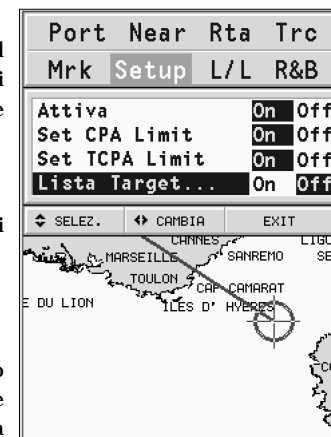 Port Near Rta Trc
Mrk Setup L/L R&B
Attiva On Off
Set CPA Limit On Off
Set TCPA Limit On Off
Lista Target... On Off
SELEZ. CAMBIA EXIT
CANNES
MARSEILLE SANREMO
TOULON
CAP CAMARAT
E DU LION ILES D' HYERES